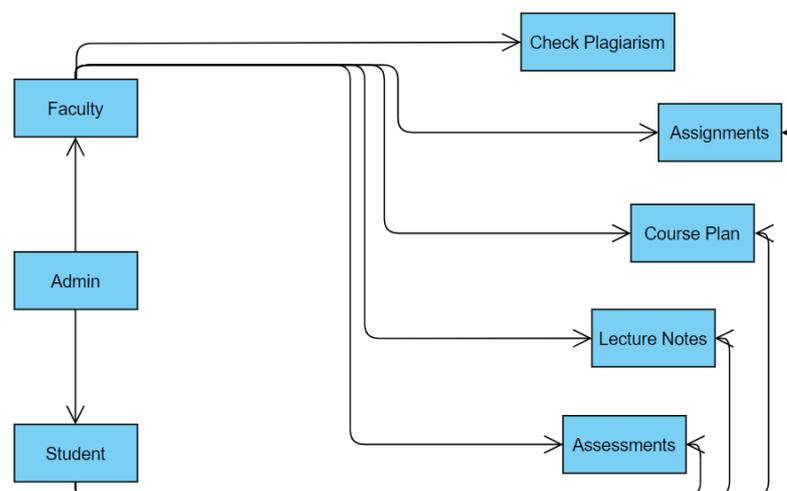 Check Plagiarism
Faculty
Assignments
Course Plan
Admin
Lecture Notes
Assessments
Student